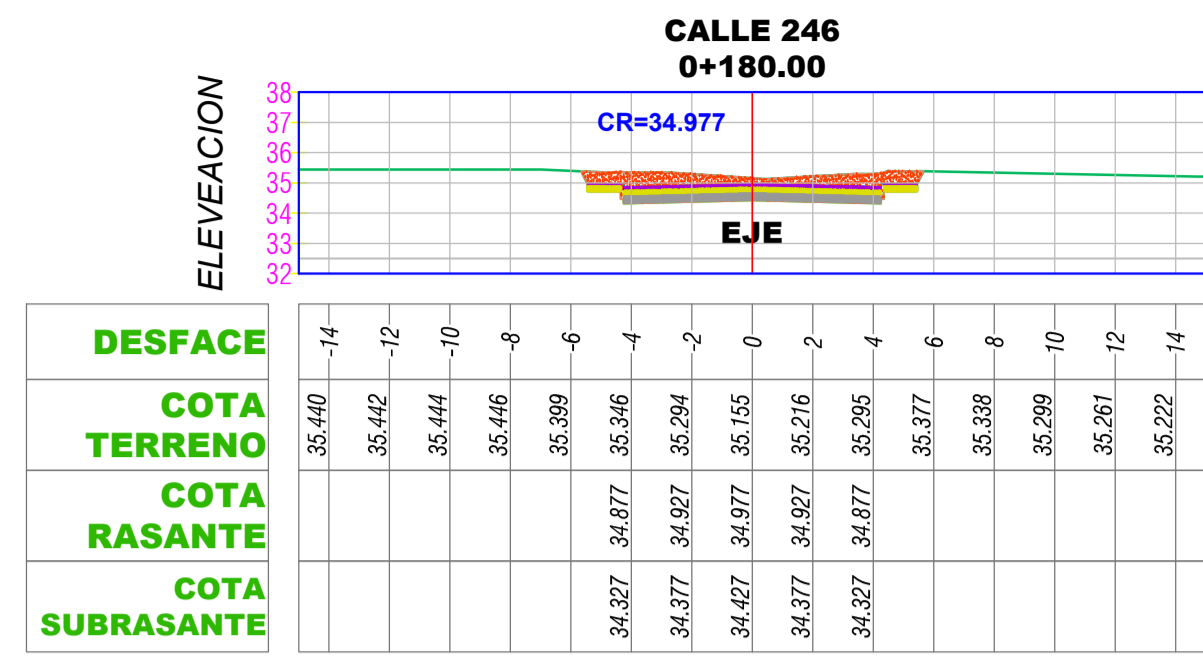 CALLE 246
0+180.00
ELEVEACION
38
37
36
35
34
33
32
CR=34.977
EJE
DESFACE -14 -12 -10 -8 -6 -4 -2 0 2 4 6 8 10 12 14
COTA
TERRENO 35.440 35.442 35.444 35.446 35.399 35.346 35.294 35.155 35.216 35.295 35.377 35.338 35.299 35.261 35.222
COTA
RASANTE 34.877 34.927 34.977 34.927 34.877
COTA
SUBRASANTE 34.327 34.377 34.427 34.377 34.327